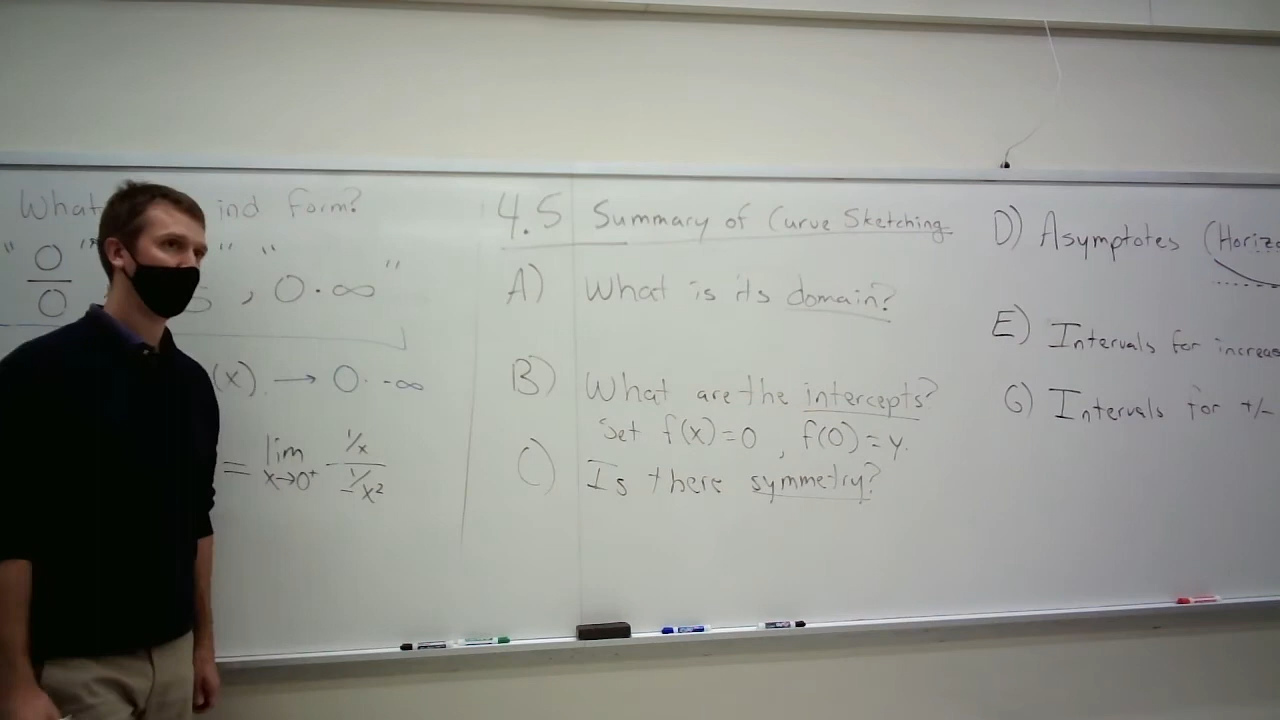 What ind form?
" 0/0 " " " , 0·∞ "
(x) → 0· -∞
= lim x→0⁺ 1/x / -1/x²
4.5 Summary of Curve Sketching
A) What is its domain?
B) What are the intercepts?
Set f(x)=0 , f(0)=y.
C) Is there symmetry?
D) Asymptotes (Horiz
E) Intervals for increas
G) Intervals for +/-